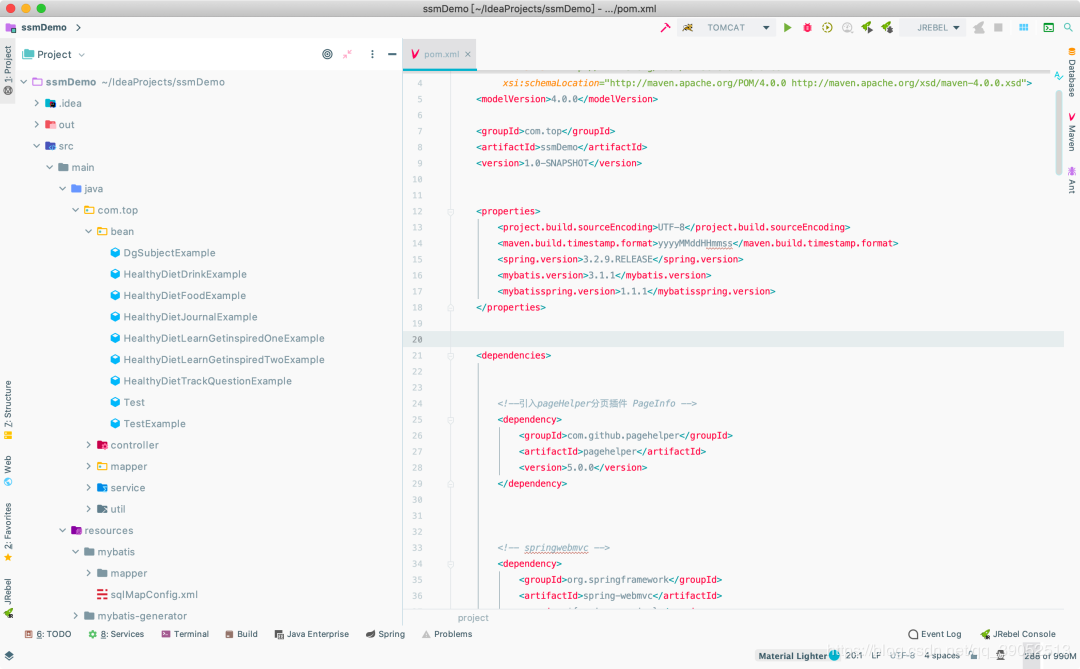 ssmDemo [~/IdeaProjects/ssmDemo] - .../pom.xml
ssmDemo
TOMCAT
JREBEL
Project
pom.xml
1: Project
Z: Structure
Web
2: Favorites
JRebel
ssmDemo ~/IdeaProjects/ssmDemo
.idea
out
src
main
java
com.top
bean
DgSubjectExample
HealthyDietDrinkExample
HealthyDietFoodExample
HealthyDietJournalExample
HealthyDietLearnGetinspiredOneExample
HealthyDietLearnGetinspiredTwoExample
HealthyDietTrackQuestionExample
Test
TestExample
controller
mapper
service
util
resources
mybatis
mapper
sqlMapConfig.xml
mybatis-generator
4 xsi:schemaLocation="http://maven.apache.org/POM/4.0.0 http://maven.apache.org/xsd/maven-4.0.0.xsd">
5 <modelVersion>4.0.0</modelVersion>
6
7 <groupId>com.top</groupId>
8 <artifactId>ssmDemo</artifactId>
9 <version>1.0-SNAPSHOT</version>
10
11
12 <properties>
13 <project.build.sourceEncoding>UTF-8</project.build.sourceEncoding>
14 <maven.build.timestamp.format>yyyyMMddHHmmss</maven.build.timestamp.format>
15 <spring.version>3.2.9.RELEASE</spring.version>
16 <mybatis.version>3.1.1</mybatis.version>
17 <mybatisspring.version>1.1.1</mybatisspring.version>
18 </properties>
19
20
21 <dependencies>
22
23
24 <!--引入pageHelper分页插件 PageInfo -->
25 <dependency>
26 <groupId>com.github.pagehelper</groupId>
27 <artifactId>pagehelper</artifactId>
28 <version>5.0.0</version>
29 </dependency>
30
31
32
33 <!-- springwebmvc -->
34 <dependency>
35 <groupId>org.springframework</groupId>
36 <artifactId>spring-webmvc</artifactId>
project
Database
Maven
Ant
6: TODO
8: Services
Terminal
Build
Java Enterprise
Spring
Problems
Event Log
JRebel Console
Material Lighter
20:1
LF
UTF-8
4 spaces
286 of 990M